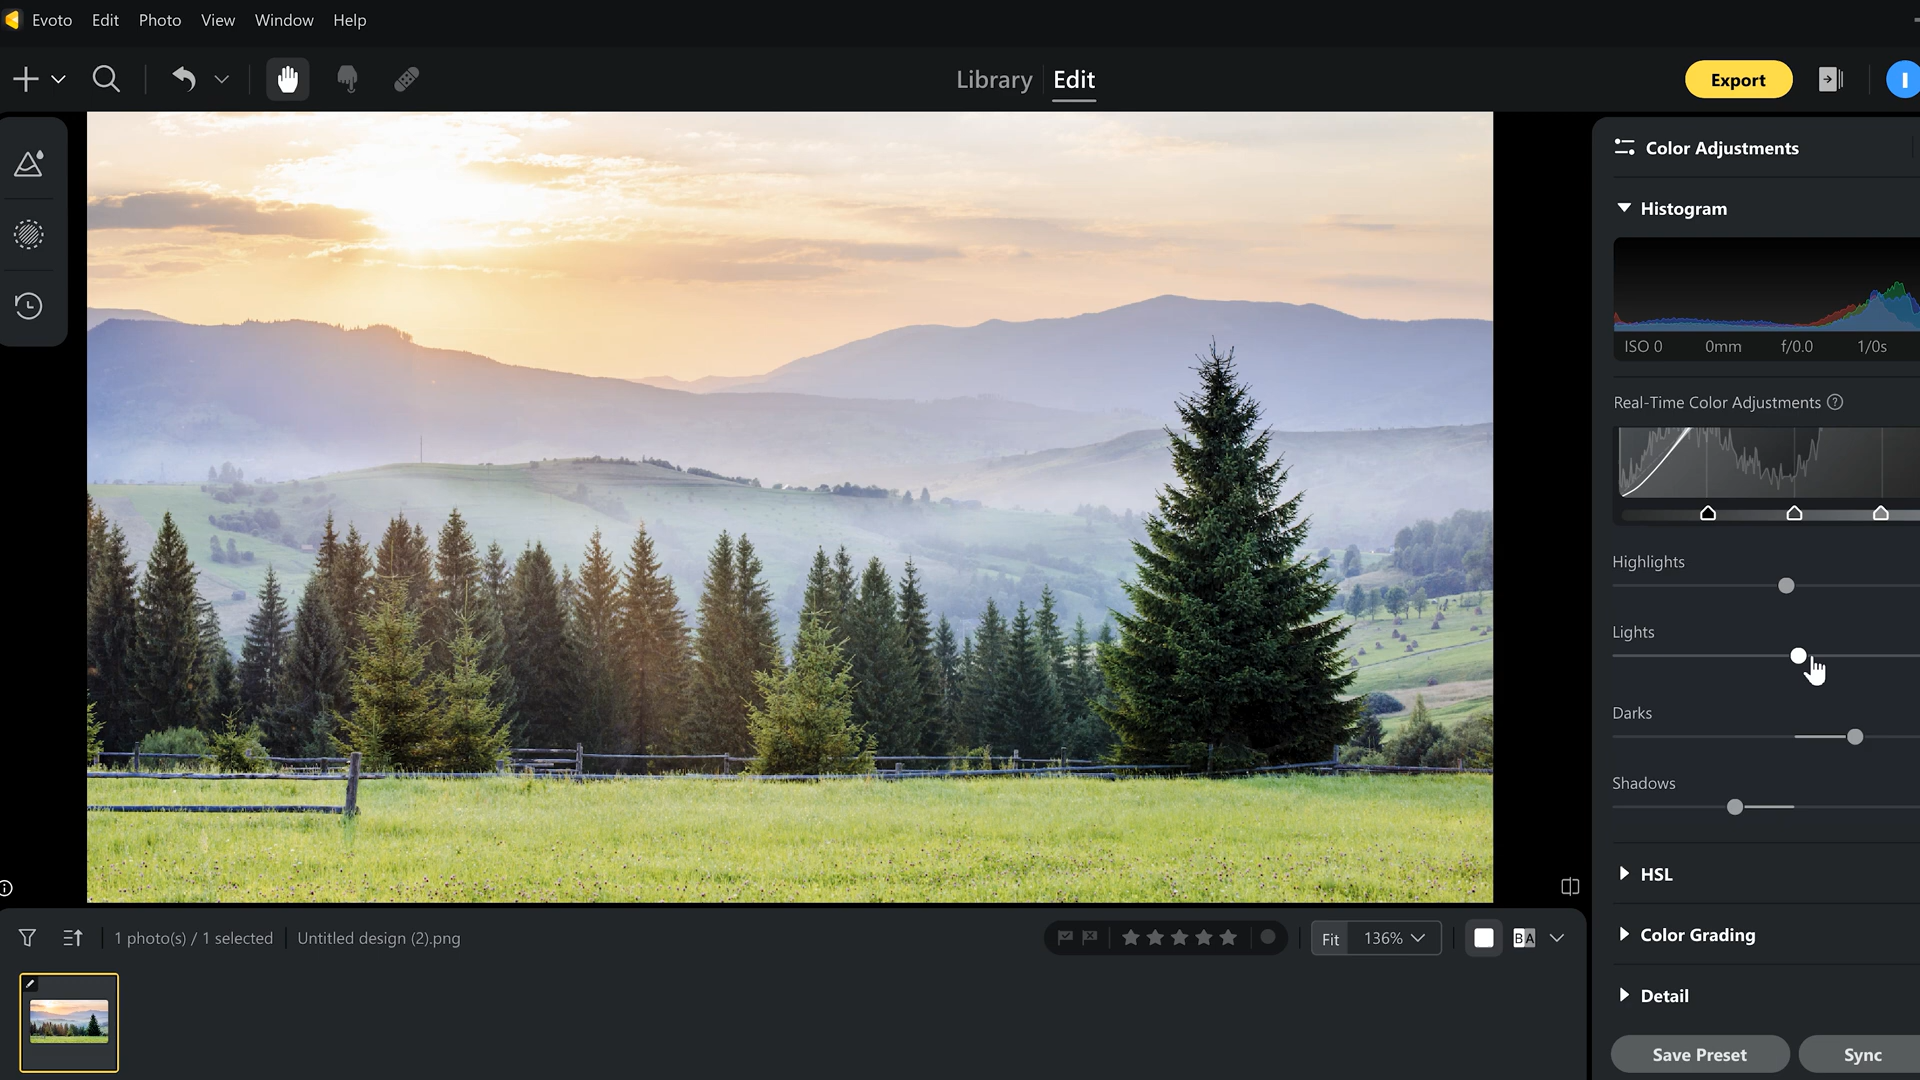 Evoto Edit Photo View Window Help
Library Edit
Export
I
Color Adjustments
Histogram
ISO 0 0mm f/0.0 1/0s
Real-Time Color Adjustments ?
Highlights
Lights
Darks
Shadows
HSL
Color Grading
Detail
1 photo(s) / 1 selected Untitled design (2).png
Fit 136%
BA
Save Preset Sync